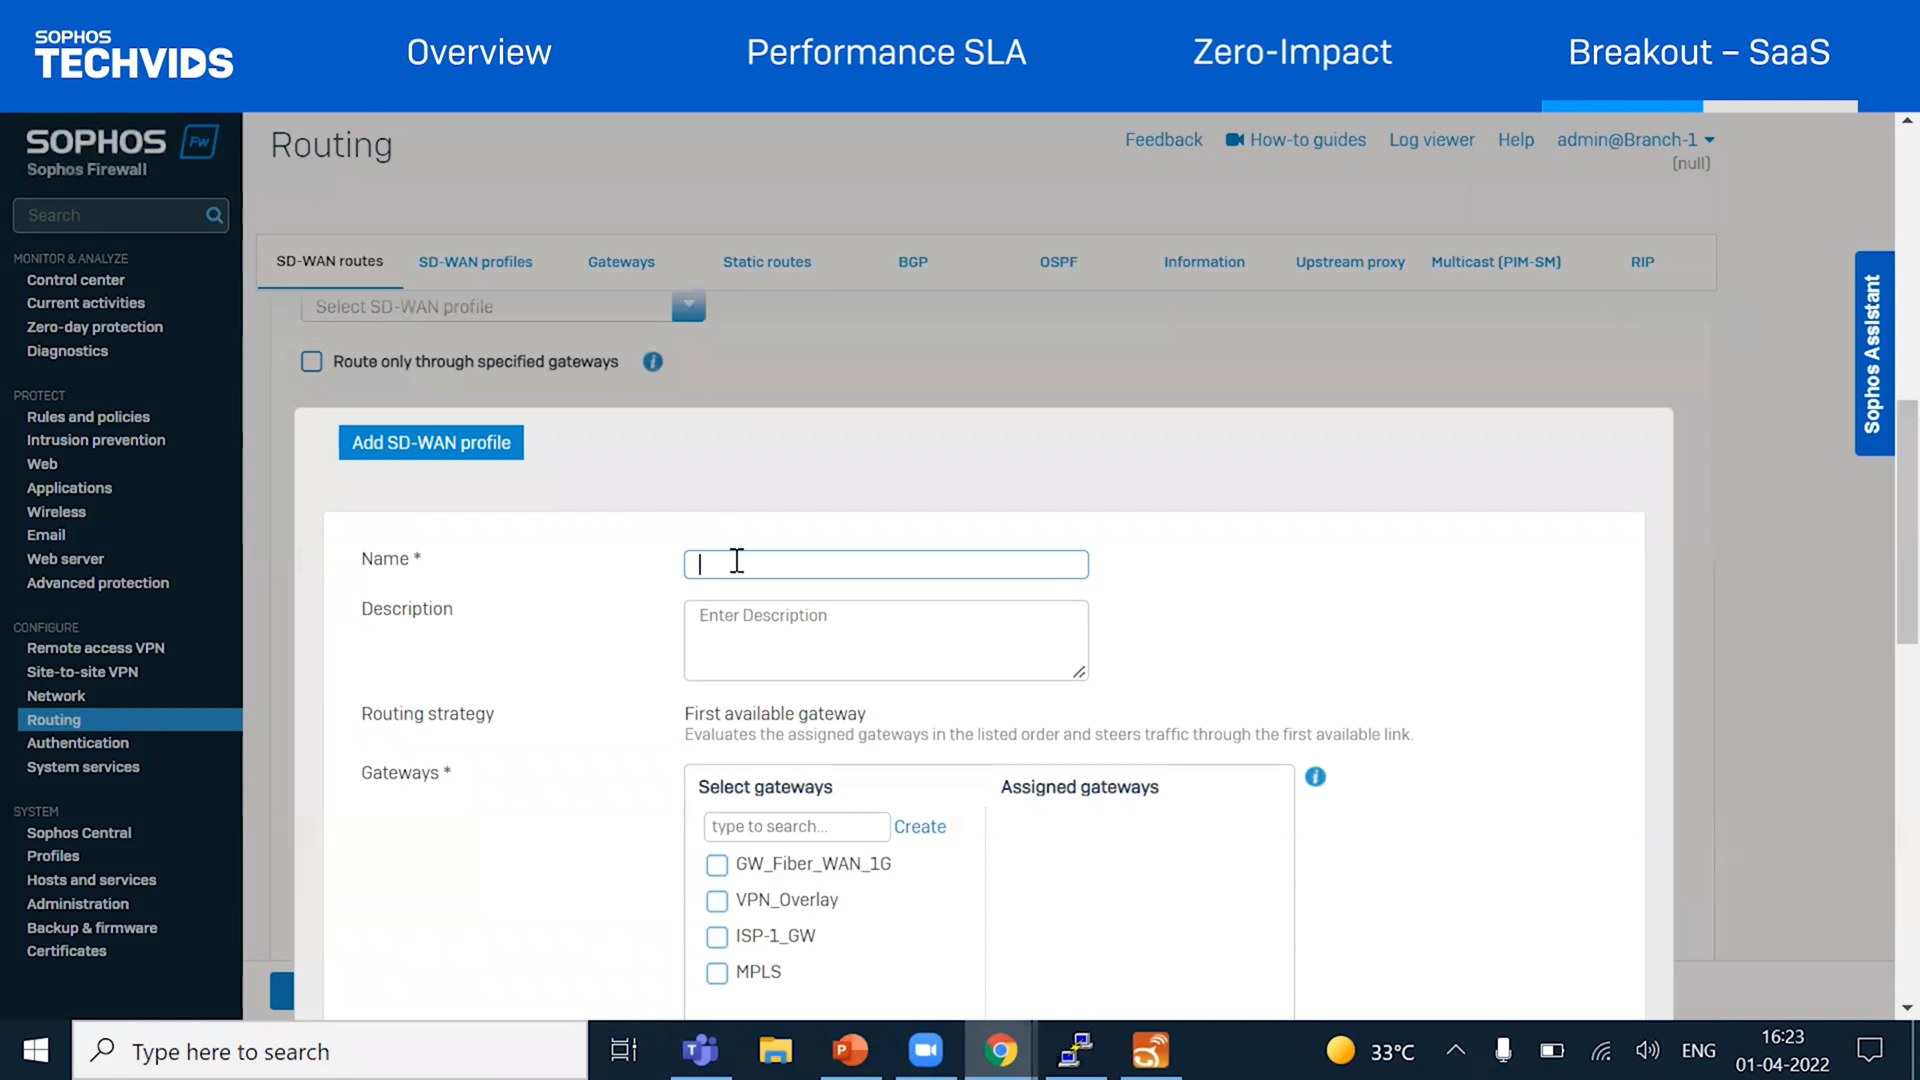 SOPHOS
TECHVIDS
Overview
Performance SLA
Zero-Impact
Breakout – SaaS
SOPHOS Fw
Sophos Firewall
Search
MONITOR & ANALYZE
Control center
Current activities
Zero-day protection
Diagnostics
PROTECT
Rules and policies
Intrusion prevention
Web
Applications
Wireless
Email
Web server
Advanced protection
CONFIGURE
Remote access VPN
Site-to-site VPN
Network
Routing
Authentication
System services
SYSTEM
Sophos Central
Profiles
Hosts and services
Administration
Backup & firmware
Certificates
Routing
Feedback
How-to guides
Log viewer
Help
admin@Branch-1
(null)
SD-WAN routes
SD-WAN profiles
Gateways
Static routes
BGP
OSPF
Information
Upstream proxy
Multicast (PIM-SM)
RIP
Select SD-WAN profile
Route only through specified gateways
Add SD-WAN profile
Name *
Description
Enter Description
Routing strategy
First available gateway
Evaluates the assigned gateways in the listed order and steers traffic through the first available link.
Gateways *
Select gateways
Assigned gateways
type to search...
Create
GW_Fiber_WAN_1G
VPN_Overlay
ISP-1_GW
MPLS
Sophos Assistant
Type here to search
33°C
ENG
16:23
01-04-2022